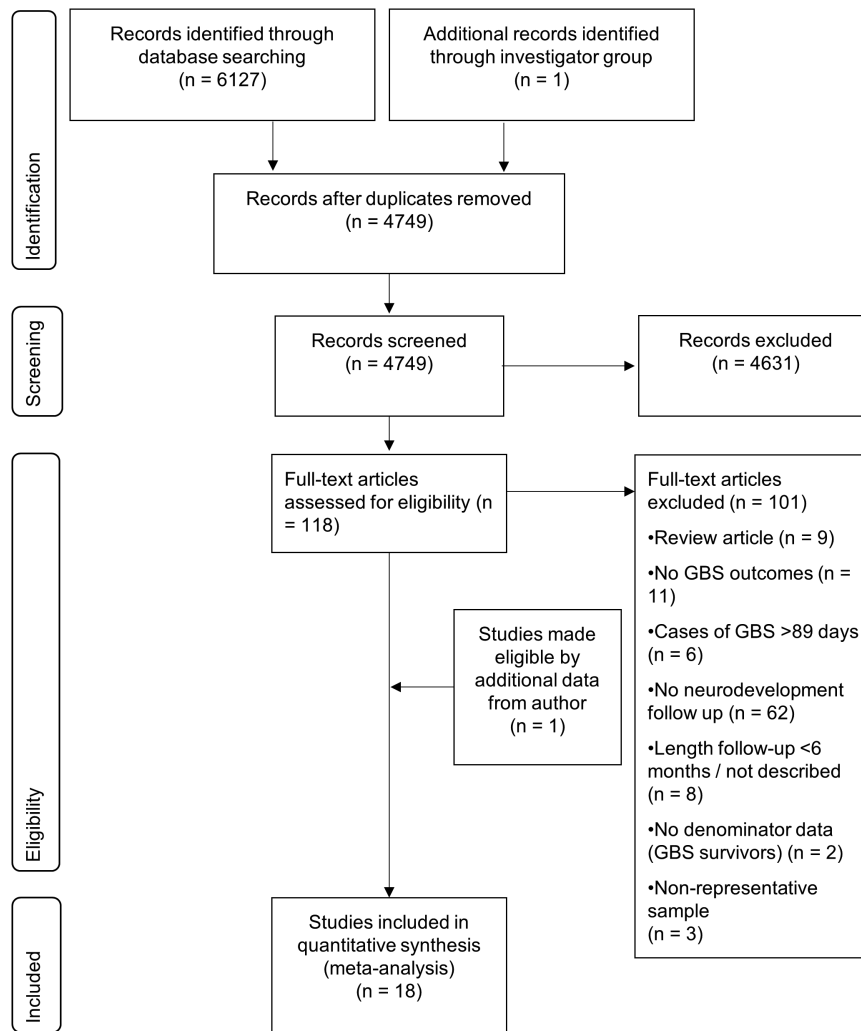 Identification
Records identified through
database searching
(n = 6127)
Additional records identified
through investigator group
(n = 1)
Records after duplicates removed
(n = 4749)
Screening
Records screened
(n = 4749)
Records excluded
(n = 4631)
Eligibility
Full-text articles
assessed for eligibility (n
= 118)
Full-text articles
excluded (n = 101)
•Review article (n = 9)
•No GBS outcomes (n =
11)
•Cases of GBS >89 days
(n = 6)
•No neurodevelopment
follow up (n = 62)
•Length follow-up <6
months / not described
(n = 8)
•No denominator data
(GBS survivors) (n = 2)
•Non-representative
sample
(n = 3)
Studies made
eligible by
additional data
from author
(n = 1)
Included
Studies included in
quantitative synthesis
(meta-analysis)
(n = 18)